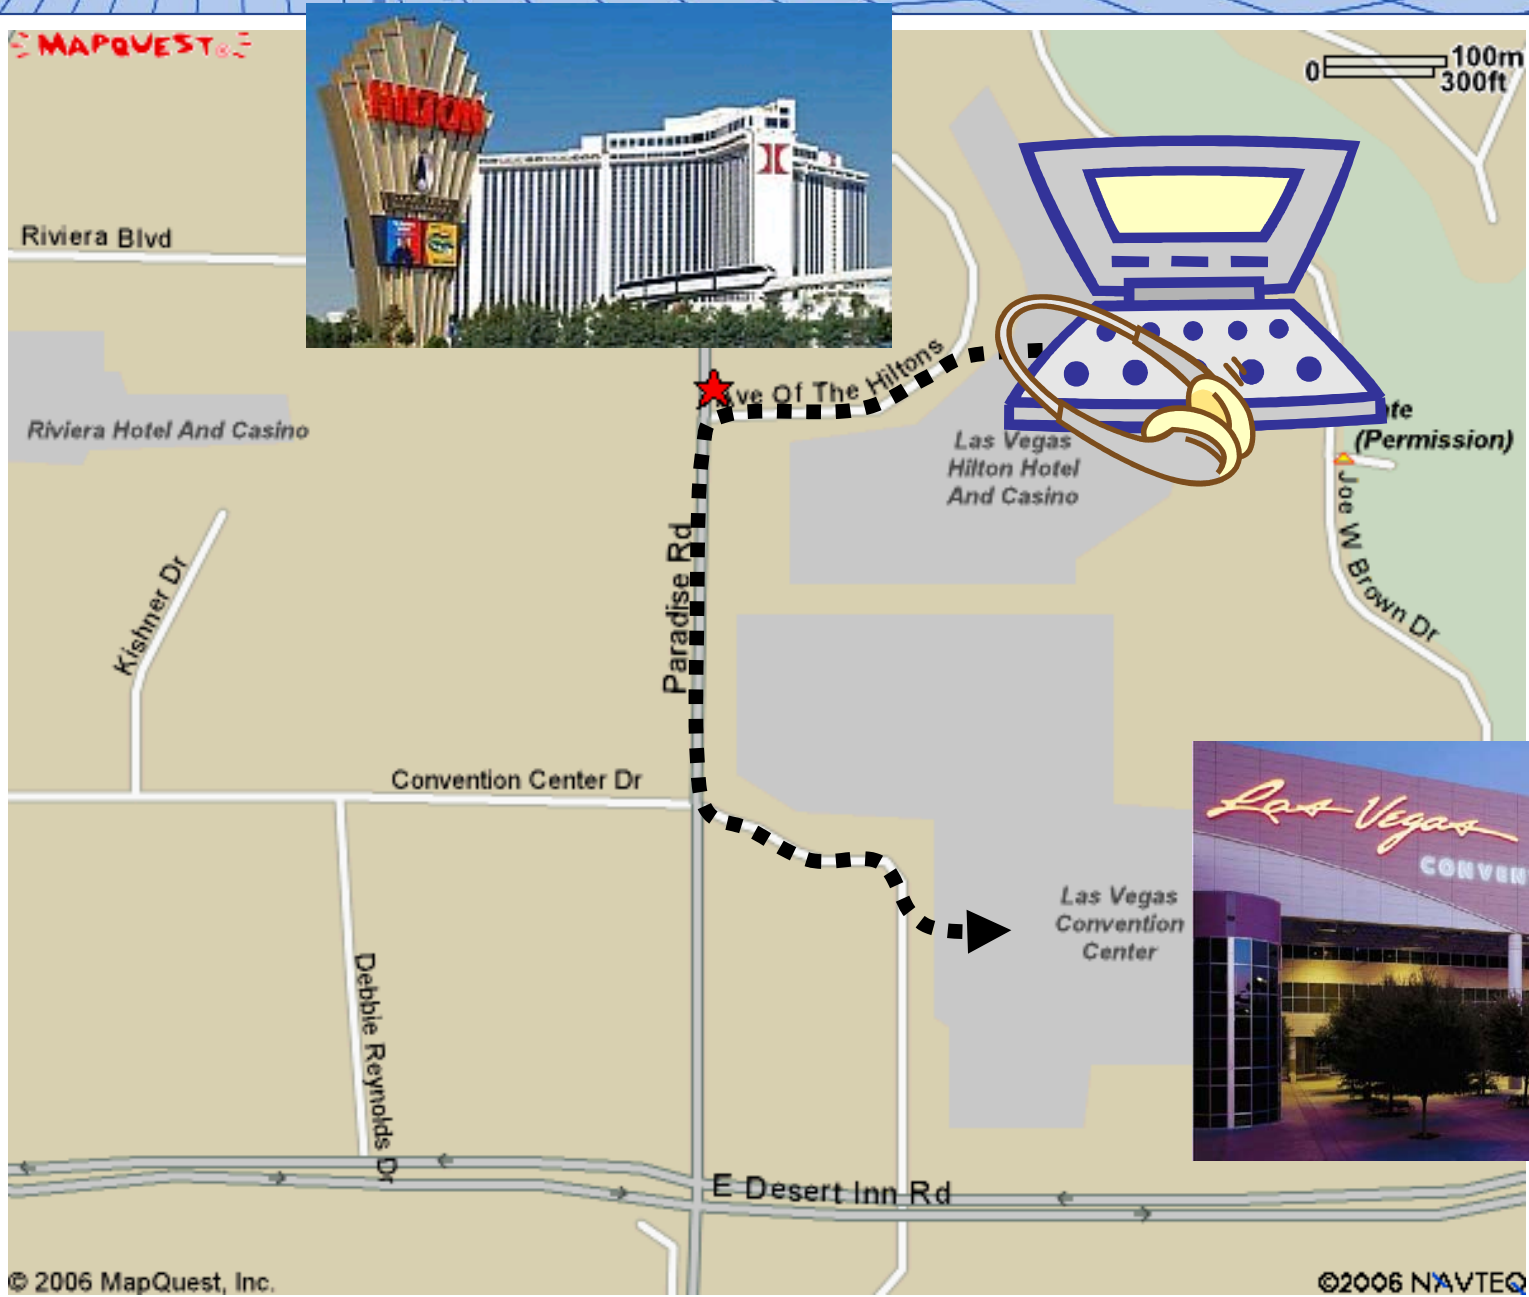 MAPQUEST
HILTON
0
100m
300ft
Riviera Blvd
Ave Of The Hiltons
Riviera Hotel And Casino
(Permission)
Las Vegas
Hilton Hotel
And Casino
Joe W Brown Dr
Kishner Dr
Paradise Rd
Convention Center Dr
Las Vegas
Las Vegas
Convention
Center
Debbie Reynolds Dr
E Desert Inn Rd
© 2006 MapQuest, Inc.
©2006 NAVTEQ